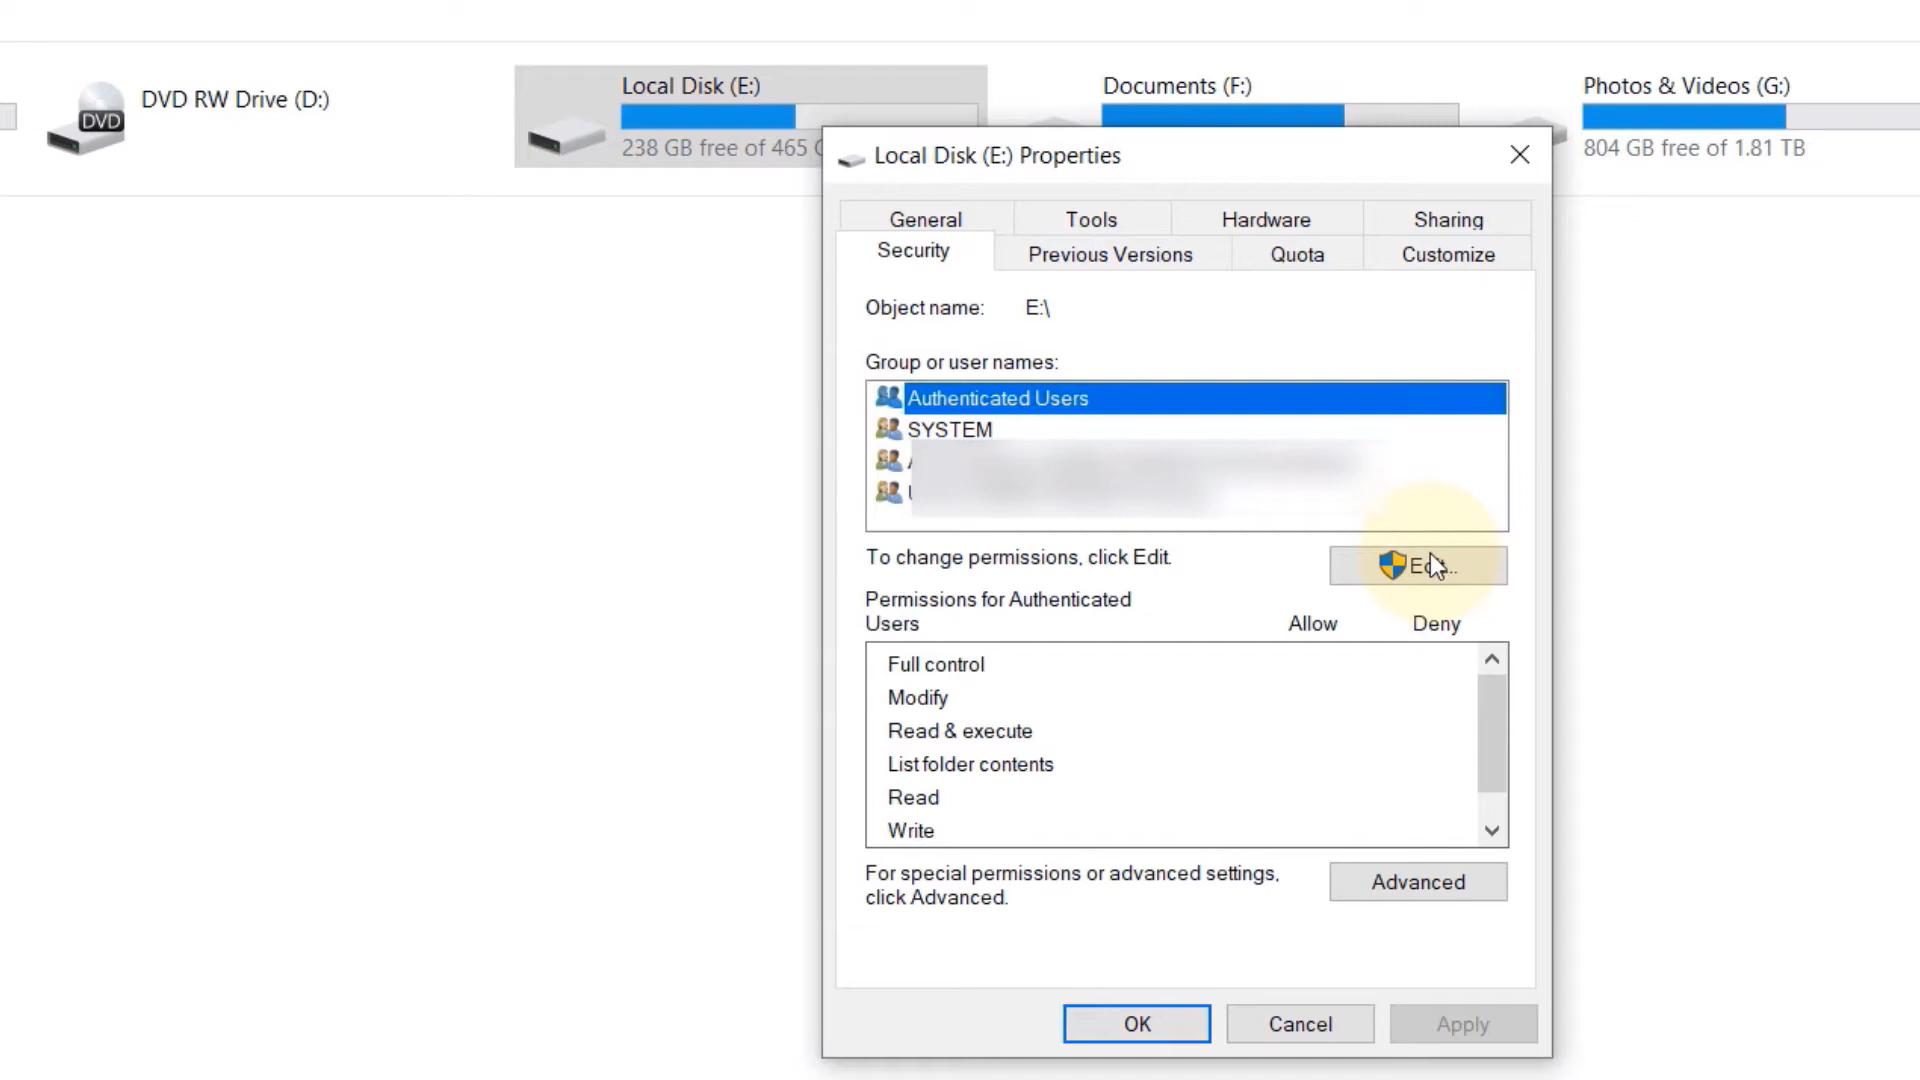 DVD RW Drive (D:)
DVD
Local Disk (E:)
238 GB free of 465
Documents (F:)
Photos & Videos (G:)
804 GB free of 1.81 TB
Local Disk (E:) Properties
General
Tools
Hardware
Sharing
Security
Previous Versions
Quota
Customize
Object name: E:\
Group or user names:
Authenticated Users
SYSTEM
To change permissions, click Edit.
Permissions for Authenticated
Users
Allow
Deny
Full control
Modify
Read & execute
List folder contents
Read
Write
For special permissions or advanced settings,
click Advanced.
Advanced
OK
Cancel
Apply